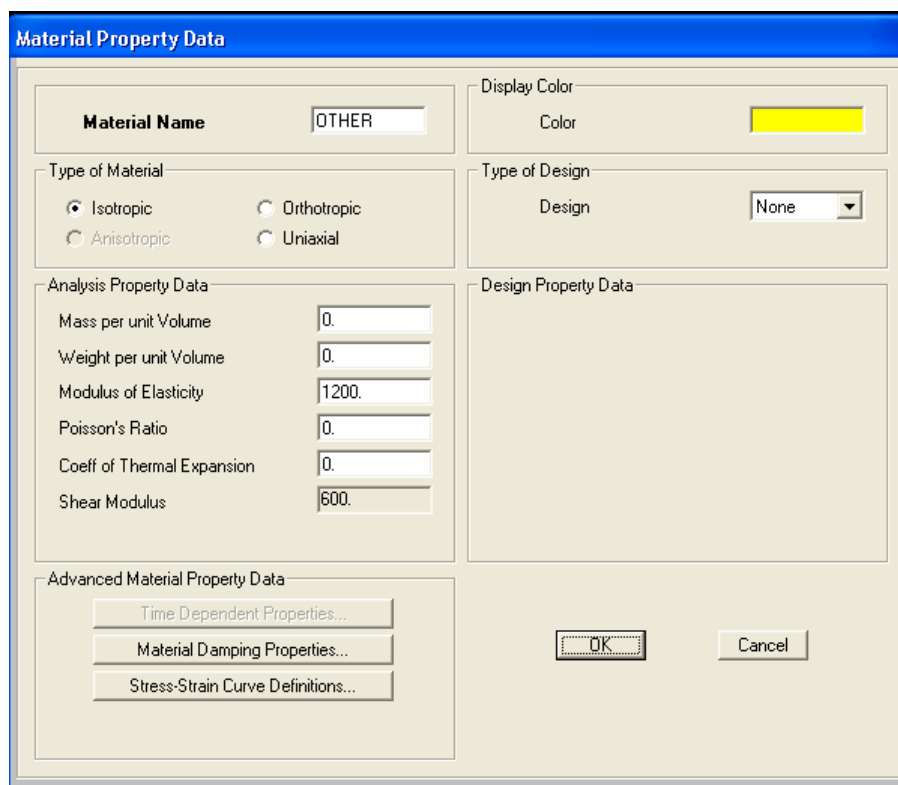 Material Property Data
Material Name OTHER
Display Color
Color
Type of Material
Isotropic Orthotropic
Anisotropic Uniaxial
Type of Design
Design None
Analysis Property Data
Mass per unit Volume 0.
Weight per unit Volume 0.
Modulus of Elasticity 1200.
Poisson's Ratio 0.
Coeff of Thermal Expansion 0.
Shear Modulus 600.
Design Property Data
Advanced Material Property Data
Time Dependent Properties...
Material Damping Properties...
Stress-Strain Curve Definitions...
OK Cancel